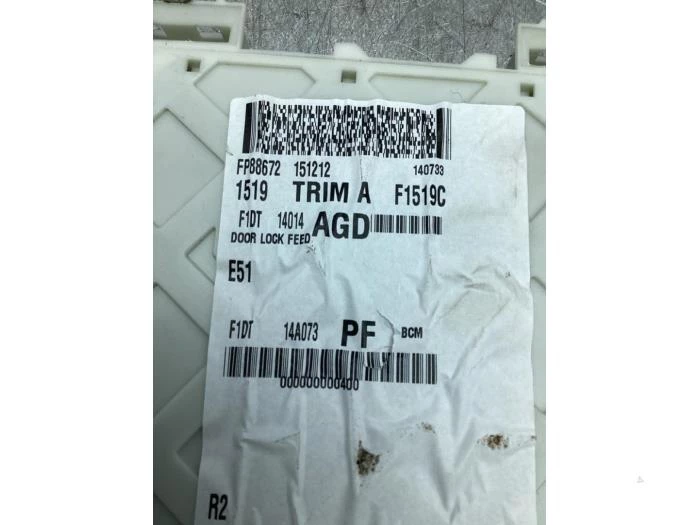 FP88672 151212 140733
1519 TRIM A F1519C
F1DT 14014 AGD
DOOR LOCK FEED
E51
F1DT 14A073 PF BCM
000000000400
R2